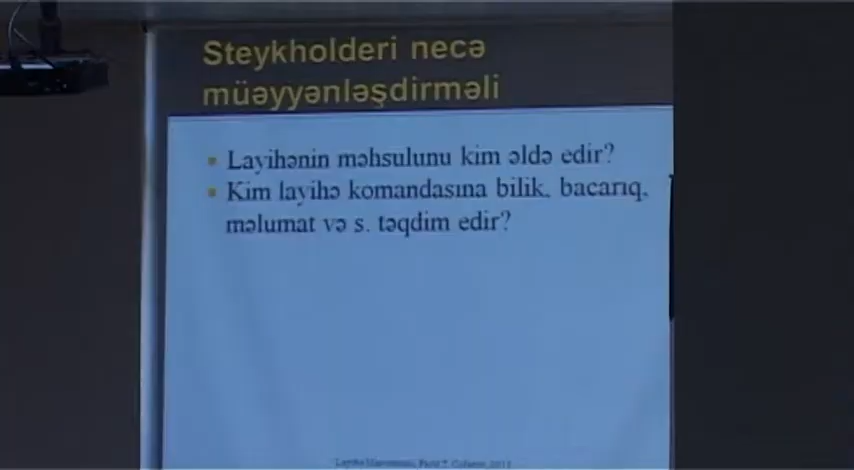 Steykholderi necə
müəyyənləşdirməli
Layihənin məhsulunu kim əldə edir?
Kim layihə komandasına bilik, bacarıq,
məlumat və s. təqdim edir?